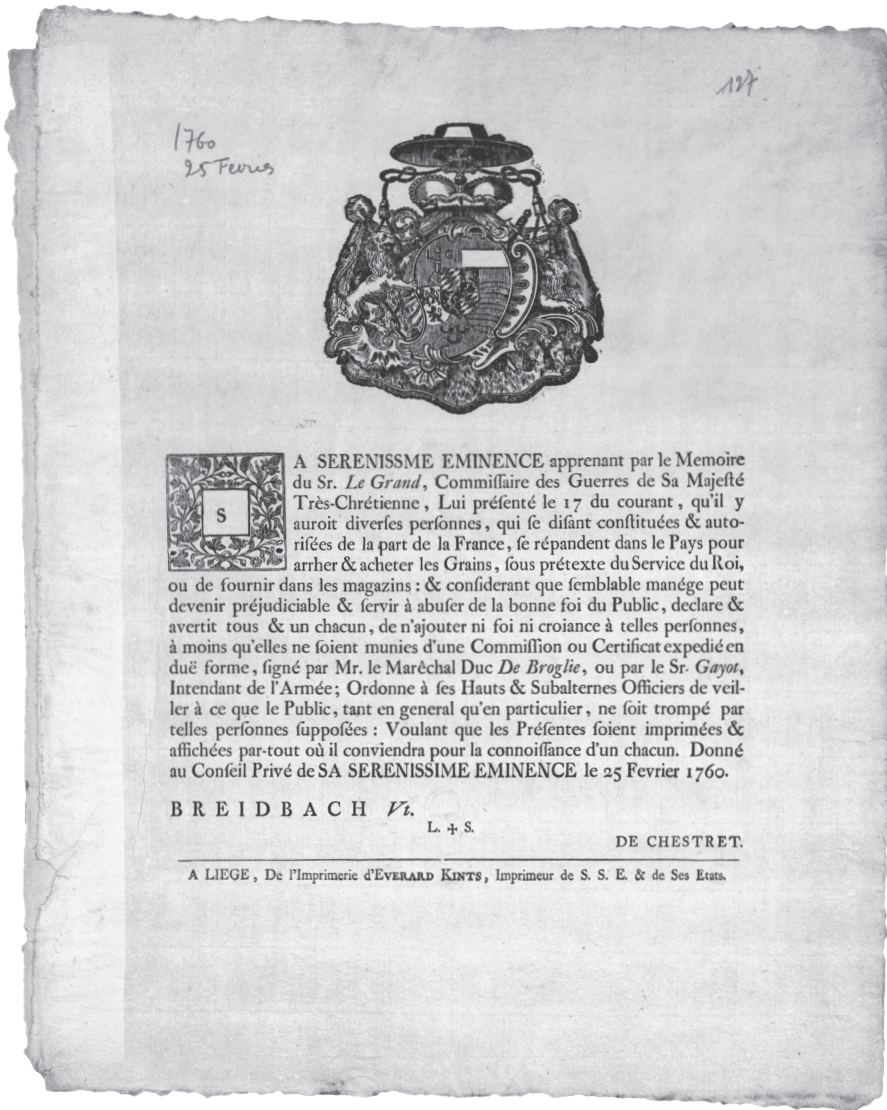 127
1760
25 Fevrier
L G
SA SERENISSME EMINENCE apprenant par le Memoire
du Sr. Le Grand, Commiſſaire des Guerres de Sa Majeſté
Très-Chrétienne, Lui préſenté le 17 du courant, qu'il y
auroit diverſes perſonnes, qui ſe diſant conſtituées & auto-
riſées de la part de la France, ſe répandent dans le Pays pour
arrher & acheter les Grains, ſous prétexte du Service du Roi,
ou de fournir dans les magazins : & conſiderant que ſemblable manége peut
devenir préjudiciable & ſervir à abuſer de la bonne foi du Public, declare &
avertit tous & un chacun, de n'ajouter ni foi ni croiance à telles perſonnes,
à moins qu'elles ne ſoient munies d'une Commiſſion ou Certificat expedié en
duë forme, ſigné par Mr. le Marêchal Duc De Broglie, ou par le Sr. Gayot,
Intendant de l'Armée; Ordonne à ſes Hauts & Subalternes Officiers de veil-
ler à ce que le Public, tant en general qu'en particulier, ne ſoit trompé par
telles perſonnes ſuppoſées : Voulant que les Préſentes ſoient imprimées &
affichées par-tout où il conviendra pour la connoiſſance d'un chacun. Donné
au Conſeil Privé de SA SERENISSIME EMINENCE le 25 Fevrier 1760.
BREIDBACH Vt.
L. ✠ S.
DE CHESTRET.
A LIEGE, De l'Imprimerie d'EVERARD KINTS, Imprimeur de S. S. E. & de Ses Etats.